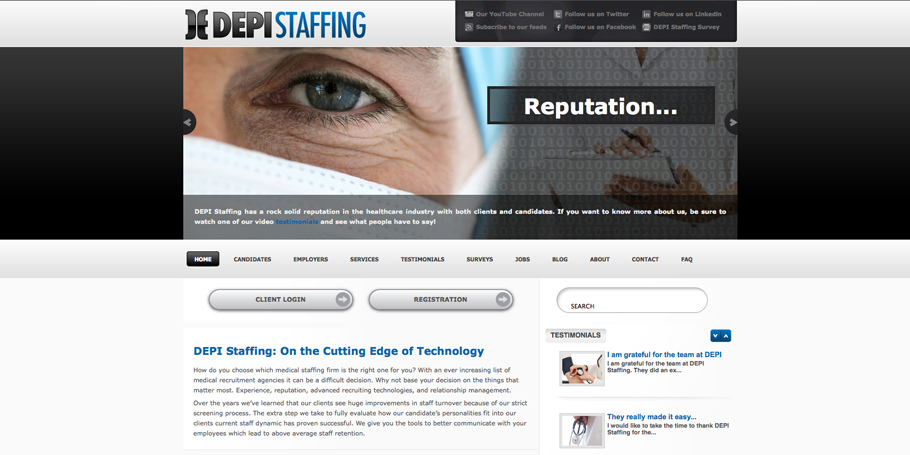 DEPI STAFFING
Our YouTube Channel
Follow us on Twitter
Follow us on Linkedin
Subscribe to our feeds
Follow us on Facebook
DEPI Staffing Survey
Reputation...
DEPI Staffing has a rock solid reputation in the healthcare industry with both clients and candidates. If you want to know more about us, be sure to
watch one of our video testimonials and see what people have to say!
HOME CANDIDATES EMPLOYERS SERVICES TESTIMONIALS SURVEYS JOBS BLOG ABOUT CONTACT FAQ
CLIENT LOGIN
REGISTRATION
SEARCH
DEPI Staffing: On the Cutting Edge of Technology
How do you choose which medical staffing firm is the right one for you? With an ever increasing list of
medical recruitment agencies it can be a difficult decision. Why not base your decision on the things that
matter most. Experience, reputation, advanced recruiting technologies, and relationship management.
Over the years we've learned that our clients see huge improvements in staff turnover because of our strict
screening process. The extra step we take to fully evaluate how our candidate's personalities fit into our
clients current staff dynamic has proven successful. We give you the tools to better communicate with your
employees which lead to above average staff retention.
TESTIMONIALS
I am grateful for the team at DEPI
I am grateful for the team at DEPI
Staffing. They did an ex...
They really made it easy...
I would like to take the time to thank DEPI
Staffing for the...